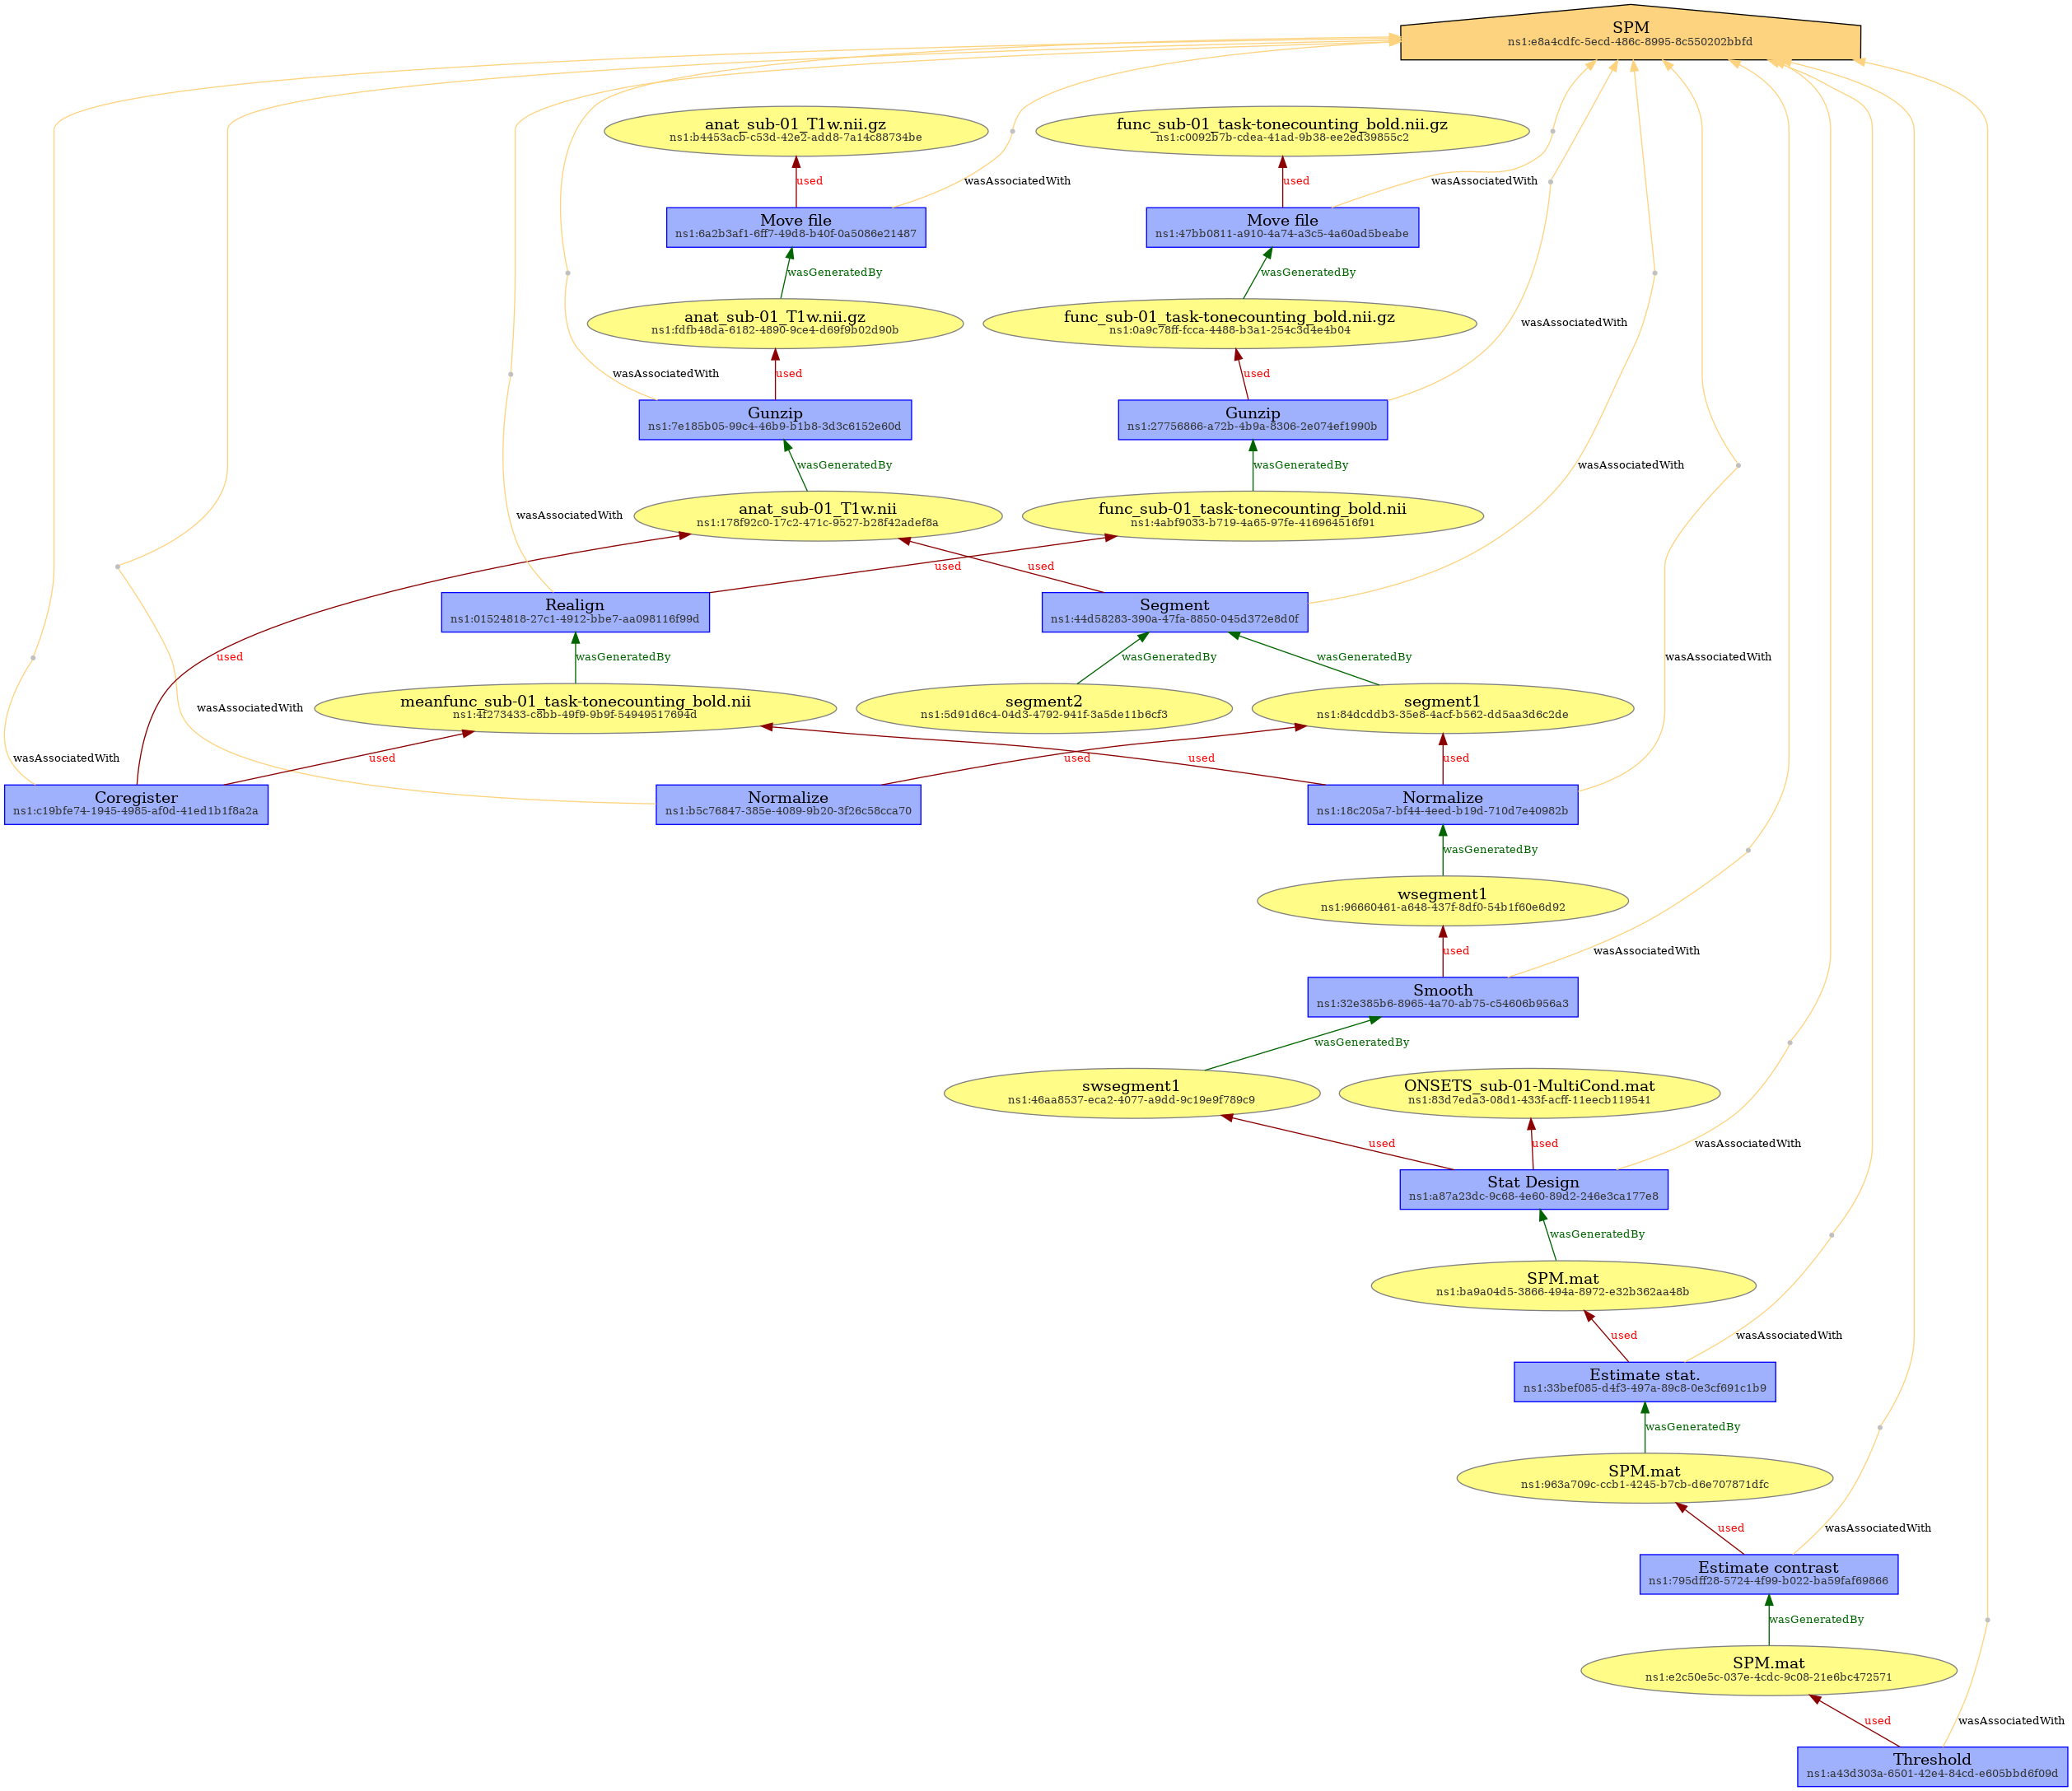 SPM
ns1:e8a4cdfc-5ecd-486c-8995-8c550202bbfd
anat_sub-01_T1w.nii.gz
ns1:b4453acb-c53d-42e2-add8-7a14c88734be
func_sub-01_task-tonecounting_bold.nii.gz
ns1:c0092b7b-cdea-41ad-9b38-ee2ed39855c2
used
wasAssociatedWith
used
wasAssociatedWith
Move file
ns1:6a2b3af1-6ff7-49d8-b40f-0a5086e21487
Move file
ns1:47bb0811-a910-4a74-a3c5-4a60ad5beabe
wasGeneratedBy
wasGeneratedBy
anat_sub-01_T1w.nii.gz
ns1:fdfb48da-6182-4890-9ce4-d69f9b02d90b
func_sub-01_task-tonecounting_bold.nii.gz
ns1:0a9c78ff-fcca-4488-b3a1-254c3d4e4b04
wasAssociatedWith
wasAssociatedWith
used
used
Gunzip
ns1:7e185b05-99c4-46b9-b1b8-3d3c6152e60d
Gunzip
ns1:27756866-a72b-4b9a-8306-2e074ef1990b
wasGeneratedBy
wasGeneratedBy
wasAssociatedWith
anat_sub-01_T1w.nii
ns1:178f92c0-17c2-471c-9527-b28f42adef8a
func_sub-01_task-tonecounting_bold.nii
ns1:4abf9033-b719-4a65-97fe-416964516f91
wasAssociatedWith
used
used
Realign
ns1:01524818-27c1-4912-bbe7-aa098116f99d
Segment
ns1:44d58283-390a-47fa-8850-045d372e8d0f
used
wasGeneratedBy
wasGeneratedBy
wasGeneratedBy
wasAssociatedWith
meanfunc_sub-01_task-tonecounting_bold.nii
ns1:4f273433-c8bb-49f9-9b9f-54949517694d
segment2
ns1:5d91d6c4-04d3-4792-941f-3a5de11b6cf3
segment1
ns1:84dcddb3-35e8-4acf-b562-dd5aa3d6c2de
wasAssociatedWith
wasAssociatedWith
used
used
used
used
Coregister
ns1:c19bfe74-1945-4985-af0d-41ed1b1f8a2a
Normalize
ns1:b5c76847-385e-4089-9b20-3f26c58cca70
Normalize
ns1:18c205a7-bf44-4eed-b19d-710d7e40982b
wasGeneratedBy
wsegment1
ns1:96660461-a648-437f-8df0-54b1f60e6d92
used
wasAssociatedWith
Smooth
ns1:32e385b6-8965-4a70-ab75-c54606b956a3
wasGeneratedBy
swsegment1
ns1:46aa8537-eca2-4077-a9dd-9c19e9f789c9
ONSETS_sub-01-MultiCond.mat
ns1:83d7eda3-08d1-433f-acff-11eecb119541
used
used
wasAssociatedWith
Stat Design
ns1:a87a23dc-9c68-4e60-89d2-246e3ca177e8
wasGeneratedBy
SPM.mat
ns1:ba9a04d5-3866-494a-8972-e32b362aa48b
used
wasAssociatedWith
Estimate stat.
ns1:33bef085-d4f3-497a-89c8-0e3cf691c1b9
wasGeneratedBy
SPM.mat
ns1:963a709c-ccb1-4245-b7cb-d6e707871dfc
used
wasAssociatedWith
Estimate contrast
ns1:795dff28-5724-4f99-b022-ba59faf69866
wasGeneratedBy
SPM.mat
ns1:e2c50e5c-037e-4cdc-9c08-21e6bc472571
used
wasAssociatedWith
Threshold
ns1:a43d303a-6501-42e4-84cd-e605bbd6f09d